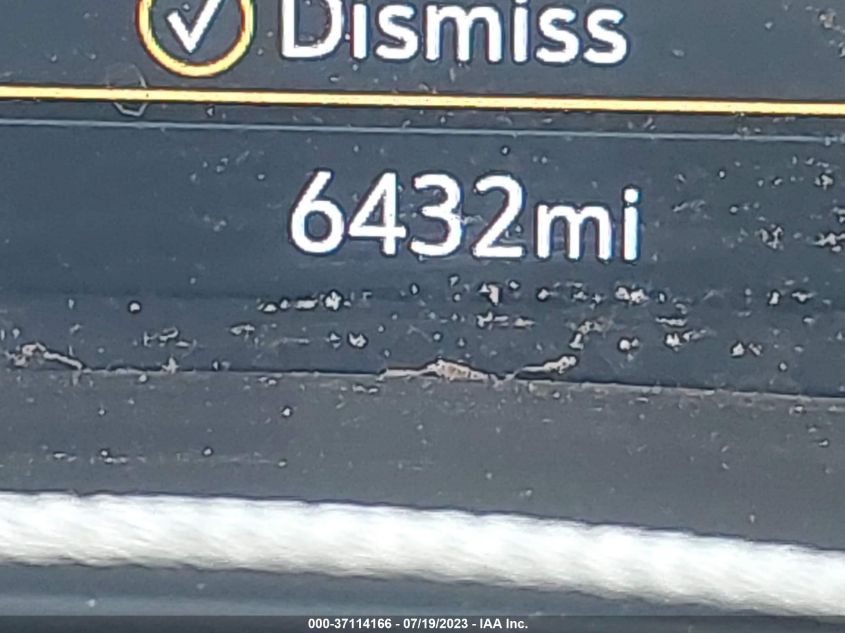 Dismiss
6432mi
000-37114166 - 07/19/2023 - IAA Inc.